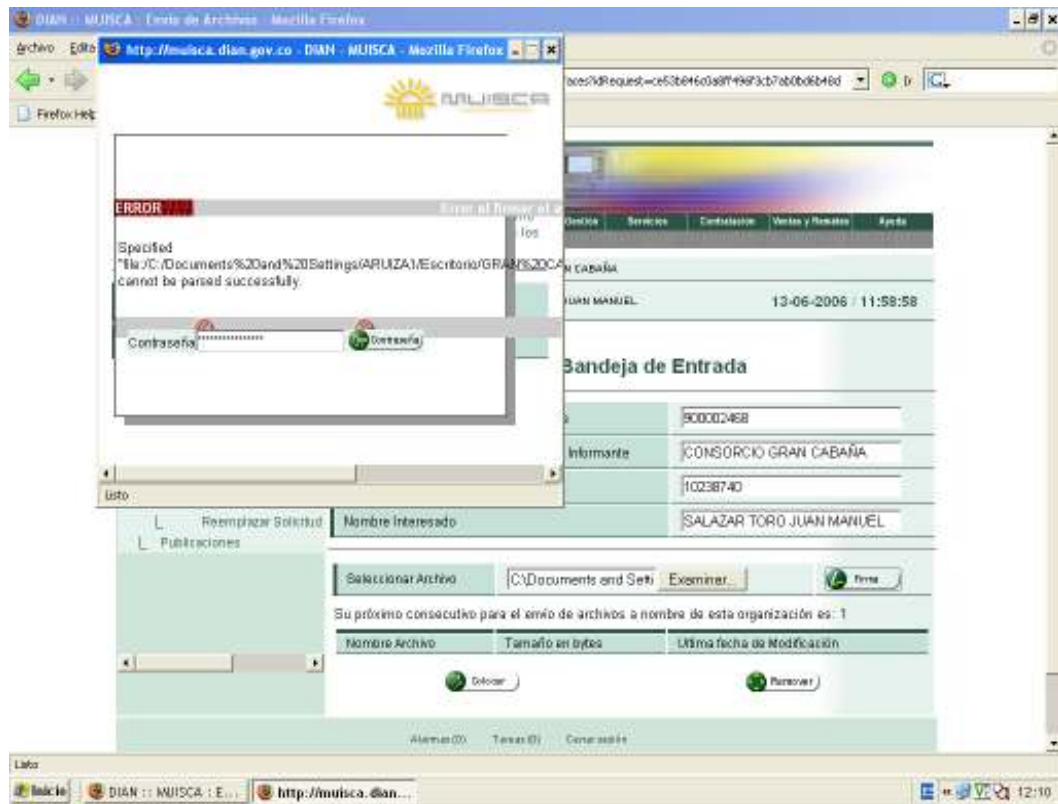 DIAN :: MUISCA : Envio de Archivos - Mozilla Firefox
Archivo
http://muisca.dian.gov.co - DIAN - MUISCA - Mozilla Firefox
Ir
Firefox Help
MUISCA
ERROR
Error al firmar el a
Specified
"file:/C:/Documents%20and%20Settings/ARUIZA1/Escritorio/GRAN%20CA
cannot be parsed successfully.
Contraseña
***************
Contraseña
Listo
los
Gestión
Servicios
Contratación
Ventas y Remates
Ayuda
N CABAÑA
JUAN MANUEL
13-06-2006 / 11:58:58
Bandeja de Entrada
900002468
Informante
CONSORCIO GRAN CABAÑA
10238740
Reemplazar Solicitud
Nombre Interesado
SALAZAR TORO JUAN MANUEL
Publicaciones
Seleccionar Archivo
C:\Documents and Setti
Examinar...
Firma
Su próximo consecutivo para el envio de archivos a nombre de esta organización es: 1
Nombre Archivo
Tamaño en bytes
Ultima fecha de Modificación
Colocar
Remover
Alarmas(0)
Tareas(0)
Cerrar sesión
Listo
Inicio
DIAN :: MUISCA : E...
http://muisca.dian...
12:10